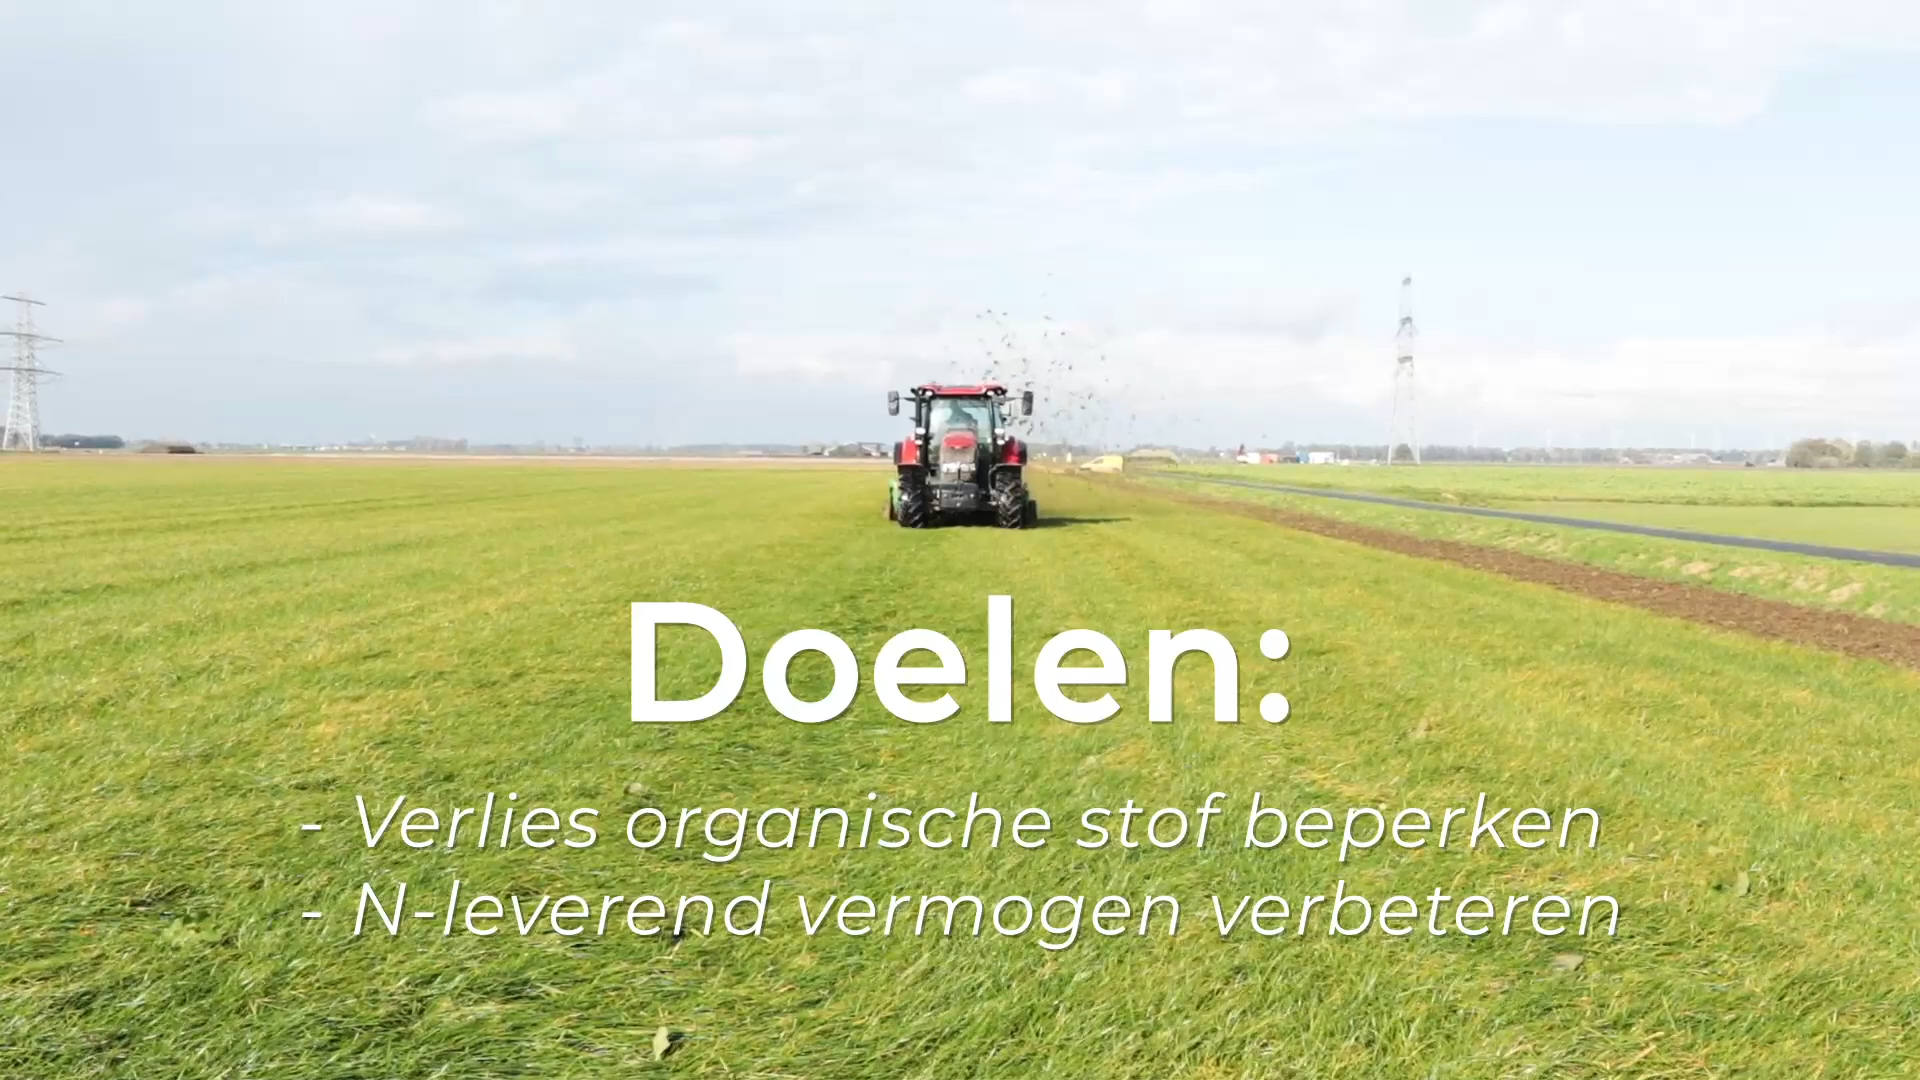 Doelen:
- Verlies organische stof beperken
- N-leverend vermogen verbeteren